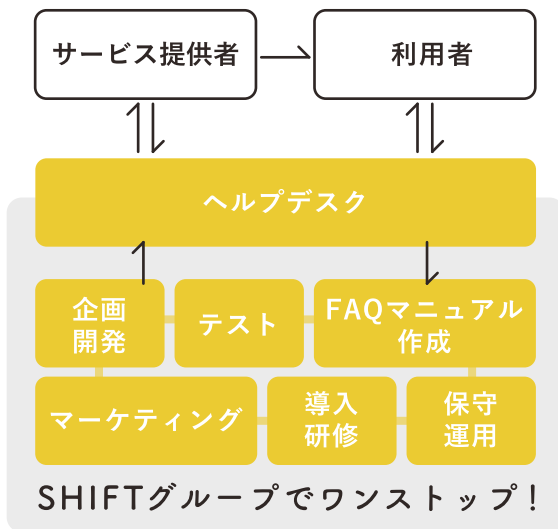 サービス提供者
利用者
ヘルプデスク
企画
開発
テスト
FAQマニュアル
作成
マーケティング
導入
研修
保守
運用
SHIFTグループでワンストップ!